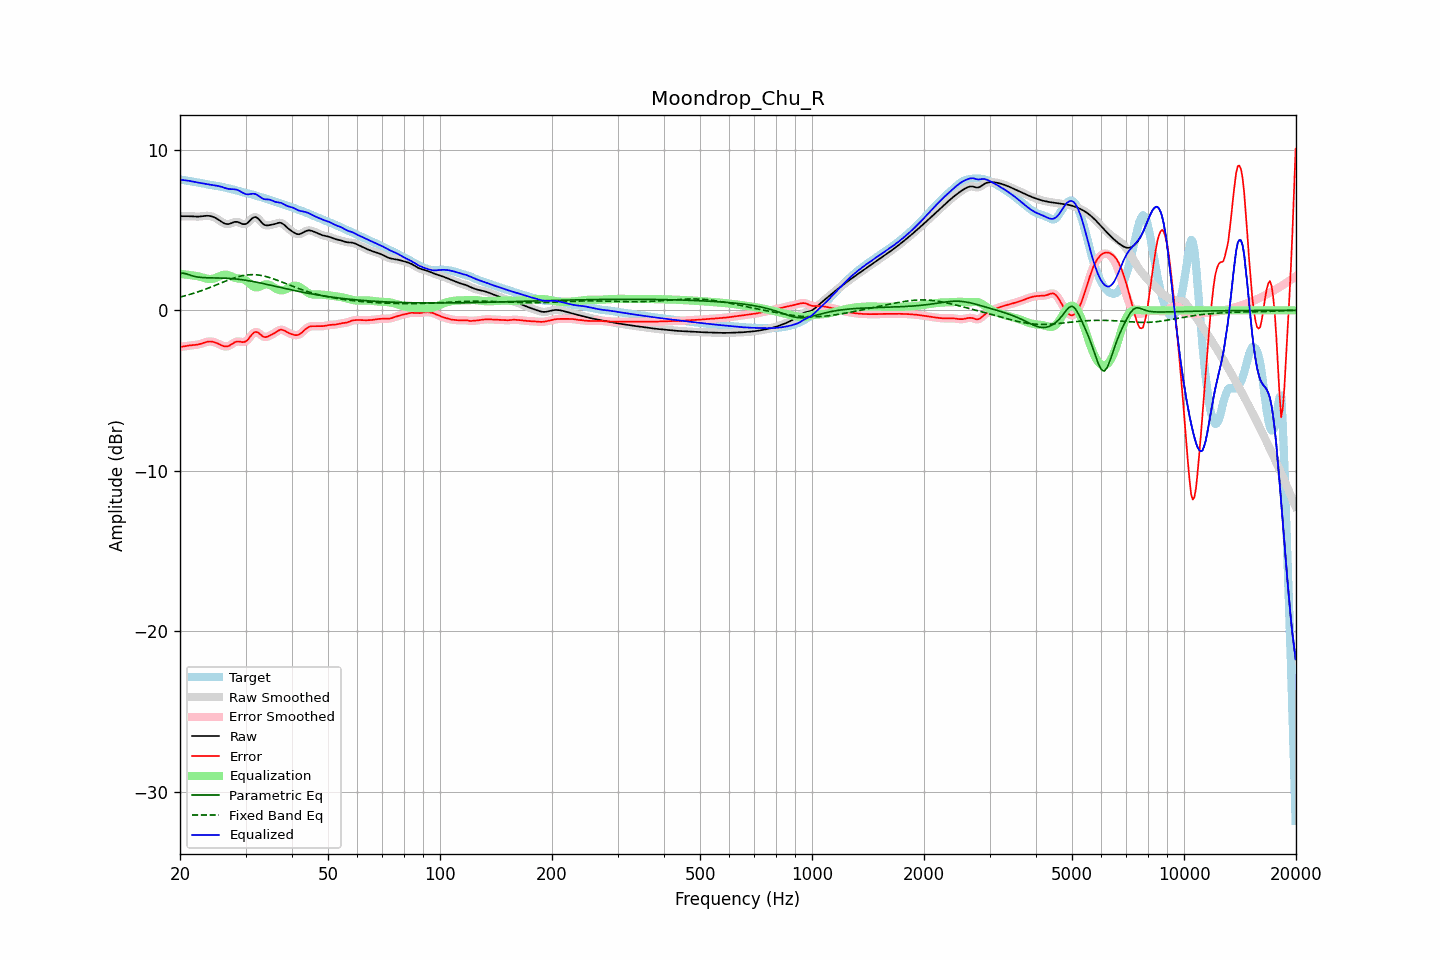 Moondrop_Chu_R
Amplitude (dBr)
10
0
−10
−20
−30
Target
Raw Smoothed
Error Smoothed
Raw
Error
Equalization
Parametric Eq
Fixed Band Eq
Equalized
20 50 100 200 500 1000 2000 5000 10000 20000
Frequency (Hz)